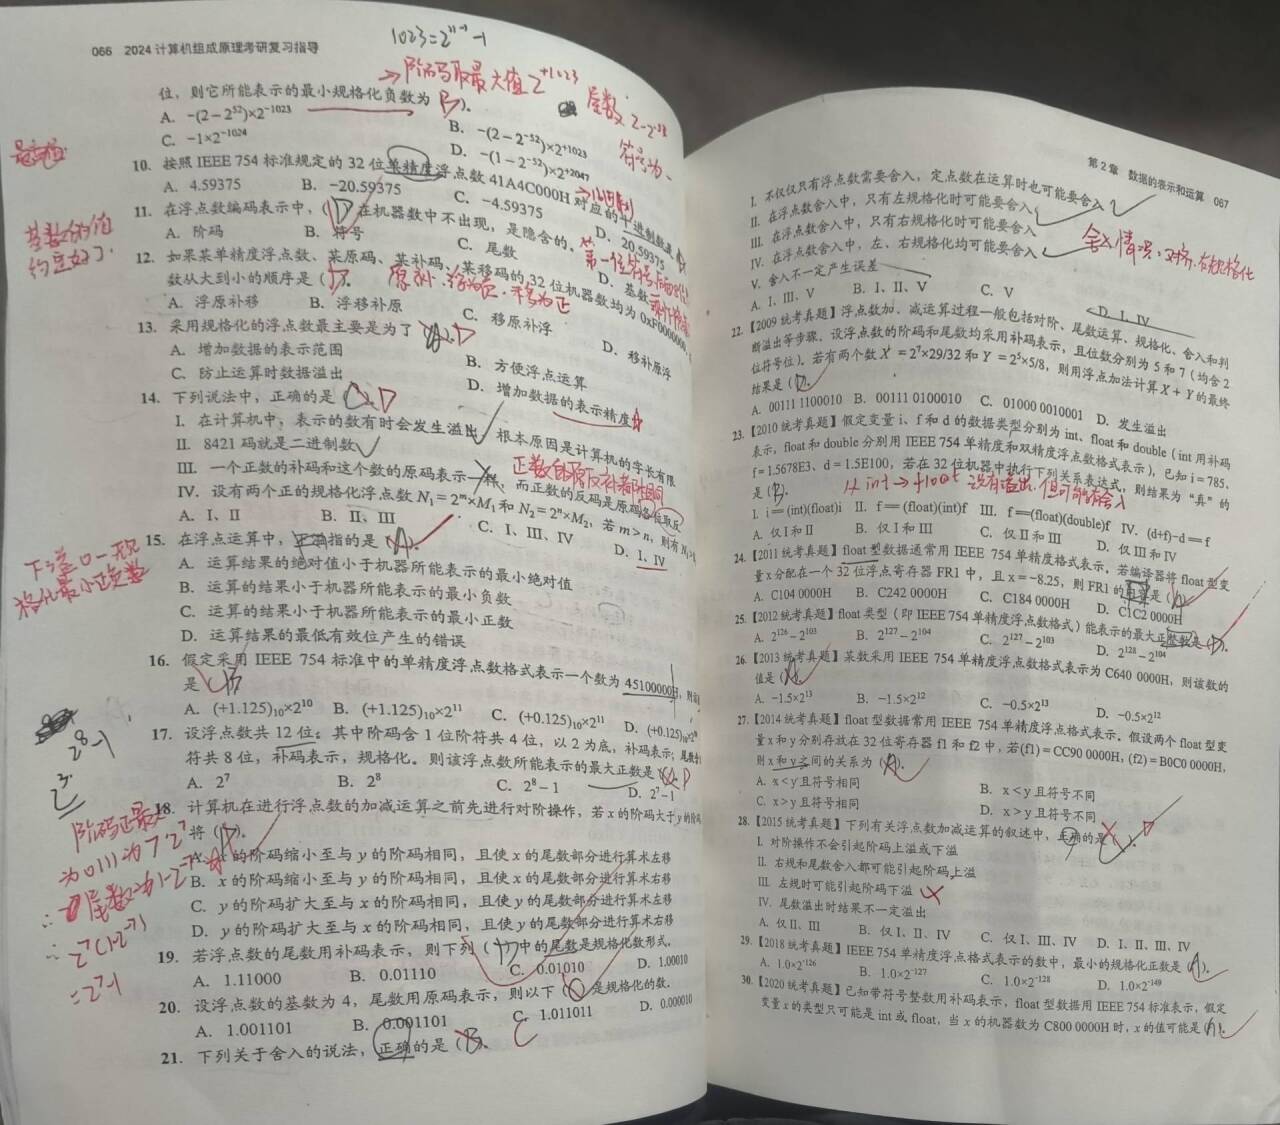 066 2024 计算机组成原理考研复习指导
1023=2^11-1 -1
→阶码取最大值 2^+1023
位，则它所能表示的最小规格化负数为 B )。
尾数 2-2^-52
符号为-
A. -(2-2^52)×2^-1023
B. -(2-2^-52)×2^+1023
C. -1×2^-1024
D. -(1-2^-52)×2^+2047
10. 按照 IEEE 754 标准规定的 32 位单精度浮点数 41A4C000H 对应的十进制数是
→16进制
A. 4.59375 B. -20.59375 C. -4.59375 D. 20.59375
基数的值
约定好了.
11. 在浮点数编码表示中，( D )在机器数中不出现，是隐含的。
A. 阶码 B. 符号 C. 尾数 D. 基数
12. 如果某单精度浮点数、某原码、某补码、某移码的 32 位机器数均为 0xF0000000,
数从大到小的顺序是 ( D )。
A. 浮原补移 B. 浮移补原 C. 移原补浮 D. 移补原浮
13. 采用规格化的浮点数最主要是为了 (A). D
A. 增加数据的表示范围 B. 方便浮点运算
C. 防止运算时数据溢出 D. 增加数据的表示精度
14. 下列说法中，正确的是 ( C ). D
I. 在计算机中，表示的数有时会发生溢出，根本原因是计算机的字长有限
II. 8421 码就是二进制数
正数的原反补都相同
III. 一个正数的补码和这个数的原码表示一样，而正数的反码是原码各位取反
IV. 设有两个正的规格化浮点数 N₁ = 2^m×M₁ 和 N₂ = 2^n×M₂，若 m>n，则有 N₁>
A. I、II B. II、III C. I、III、IV D. I、IV
下溢 0一规
格化最小正负数
15. 在浮点运算中，下溢指的是 ( A )。
A. 运算结果的绝对值小于机器所能表示的最小绝对值
B. 运算的结果小于机器所能表示的最小负数
C. 运算的结果小于机器所能表示的最小正数
D. 运算结果的最低有效位产生的错误
16. 假定采用 IEEE 754 标准中的单精度浮点数格式表示一个数为 45100000H，则该
是 ( B
A. (+1.125)₁₀×2^10 B. (+1.125)₁₀×2^11 C. (+0.125)₁₀×2^11 D. (+0.125)₁₀×2^10
2^8-1
17. 设浮点数共 12 位：其中阶码含 1 位阶符共 4 位，以 2 为底，补码表示；尾数
符共 8 位，补码表示，规格化。则该浮点数所能表示的最大正数是 D
A. 2^7 B. 2^8 C. 2^8-1 D. 2^7-1
阶码正最大
为0111为7 2^7
尾数为1-2^-7
∴2^7(1-2^-7)
=2^7-1
18. 计算机在进行浮点数的加减运算之前先进行对阶操作，若 x 的阶码大于 y 的阶码
将 ( D )。
A. x 的阶码缩小至与 y 的阶码相同，且使 x 的尾数部分进行算术左移
B. x 的阶码缩小至与 y 的阶码相同，且使 x 的尾数部分进行算术右移
C. y 的阶码扩大至与 x 的阶码相同，且使 y 的尾数部分进行算术左移
D. y 的阶码扩大至与 x 的阶码相同，且使 y 的尾数部分进行算术右移
19. 若浮点数的尾数用补码表示，则下列 ( D )中的尾数是规格化数形式。
A. 1.11000 B. 0.01110 C. 0.01010 D. 1.00010
20. 设浮点数的基数为 4，尾数用原码表示，则以下 ( C )是规格化的数。
A. 1.001101 B. 0.001101 C. 1.011011 D. 0.000010
21. 下列关于舍入的说法，正确的是 (B). C
第 2 章 数据的表示和运算 067
I. 不仅仅只有浮点数需要舍入，定点数在运算时也可能要舍入
II. 在浮点数舍入中，只有左规格化时可能要舍入
III. 在浮点数舍入中，只有右规格化时可能要舍入
IV. 在浮点数舍入中，左、右规格化均可能要舍入
舍入情况：对阶、右规格化
V. 舍入不一定产生误差
A. I、III、V B. I、II、V C. V D. I、IV
22.【2009 统考真题】浮点数加、减运算过程一般包括对阶、尾数运算、规格化、舍入和判
断溢出等步骤。设浮点数的阶码和尾数均采用补码表示，且位数分别为 5 和 7 (均含 2
位符号位)。若有两个数 X = 2^7×29/32 和 Y = 2^5×5/8，则用浮点加法计算 X + Y 的最终
结果是 ( D )。
A. 00111 1100010 B. 00111 0100010 C. 01000 0010001 D. 发生溢出
23.【2010 统考真题】假定变量 i、f 和 d 的数据类型分别为 int、float 和 double (int 用补码
表示，float 和 double 分别用 IEEE 754 单精度和双精度浮点数格式表示)，已知 i = 785，
f = 1.5678E3、d = 1.5E100，若在 32 位机器中执行下列关系表达式，则结果为“真”的
是 ( B )。 从 int → float 没有溢出，但可能有舍入
I. i == (int)(float)i II. f == (float)(int)f III. f == (float)(double)f IV. (d+f)-d == f
A. 仅 I 和 II B. 仅 I 和 III C. 仅 II 和 III D. 仅 III 和 IV
24.【2011 统考真题】float 型数据通常用 IEEE 754 单精度格式表示。若编译器将 float 型变
量 x 分配在一个 32 位浮点寄存器 FR1 中，且 x = -8.25，则 FR1 的内容是 ( A )。
A. C104 0000H B. C242 0000H C. C184 0000H D. C1C2 0000H
25.【2012 统考真题】float 类型 (即 IEEE 754 单精度浮点数格式) 能表示的最大正整数是 ( D )。
A. 2^126-2^103 B. 2^127-2^104 C. 2^127-2^103 D. 2^128-2^104
26.【2013 统考真题】某数采用 IEEE 754 单精度浮点数格式表示为 C640 0000H，则该数的
值是 ( A )。
A. -1.5×2^13 B. -1.5×2^12 C. -0.5×2^13 D. -0.5×2^12
27.【2014 统考真题】float 型数据常用 IEEE 754 单精度浮点格式表示。假设两个 float 型变
量 x 和 y 分别存放在 32 位寄存器 f1 和 f2 中，若(f1) = CC90 0000H，(f2) = B0C0 0000H，
则 x 和 y 之间的关系为 ( A )。
A. x < y 且符号相同 B. x < y 且符号不同
C. x > y 且符号相同 D. x > y 且符号不同
28.【2015 统考真题】下列有关浮点数加减运算的叙述中，正确的是 D
I. 对阶操作不会引起阶码上溢或下溢
II. 右规和尾数舍入都可能引起阶码上溢
III. 左规时可能引起阶码下溢
IV. 尾数溢出时结果不一定溢出
A. 仅 II、III B. 仅 I、II、IV C. 仅 I、III、IV D. I、II、III、IV
29.【2018 统考真题】IEEE 754 单精度浮点格式表示的数中，最小的规格化正数是 ( A )。
A. 1.0×2^-126 B. 1.0×2^-127 C. 1.0×2^-128 D. 1.0×2^-149
30.【2020 统考真题】已知带符号整数用补码表示，float 型数据用 IEEE 754 标准表示，假定
变量 x 的类型只可能是 int 或 float，当 x 的机器数为 C800 0000H 时，x 的值可能是 ( A )。